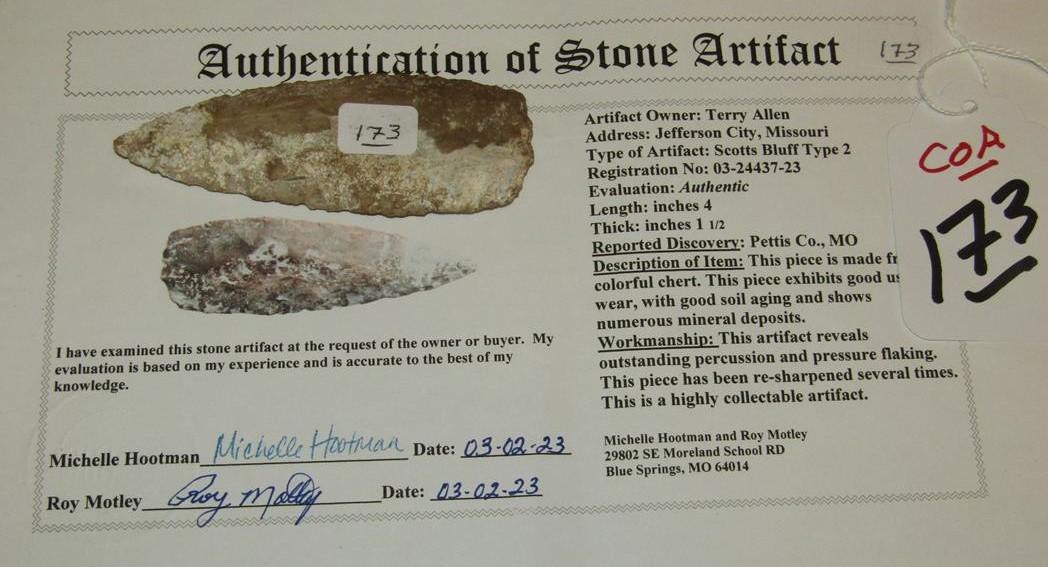 Authentication of Stone Artifact
173
173
Artifact Owner: Terry Allen
Address: Jefferson City, Missouri
Type of Artifact: Scotts Bluff Type 2
Registration No: 03-24437-23
Evaluation: Authentic
Length: inches 4
Thick: inches 1 1/2
Reported Discovery: Pettis Co., MO
Description of Item: This piece is made
colorful chert. This piece exhibits good
wear, with good soil aging and shows
numerous mineral deposits.
Workmanship: This artifact reveals
outstanding percussion and pressure flaking.
This piece has been re-sharpened several times.
This is a highly collectable artifact.
COA
173
I have examined this stone artifact at the request of the owner or buyer. My
evaluation is based on my experience and is accurate to the best of my
knowledge.
Michelle Hootman Michelle Hootman Date: 03-02-23
Roy Motley Roy Motley Date: 03-02-23
Michelle Hootman and Roy Motley
29802 SE Moreland School RD
Blue Springs, MO 64014